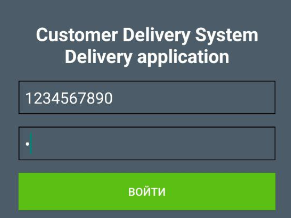 Customer Delivery System
Delivery application
1234567890
•
ВОЙТИ